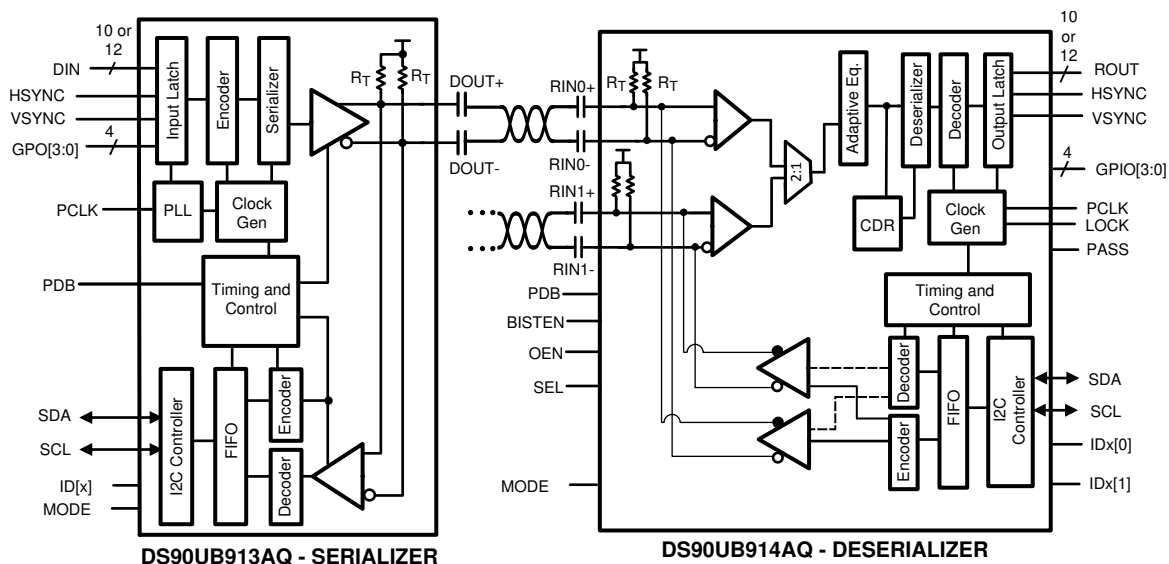 10 or
12
DIN
HSYNC
VSYNC
4
GPO[3:0]
PCLK
PDB
SDA
SCL
ID[x]
MODE
Input Latch
Encoder
Serializer
PLL
Clock
Gen
Timing and
Control
I2C Controller
FIFO
Encoder
Decoder
RT
RT
DOUT+
DOUT-
DS90UB913AQ - SERIALIZER
RIN0+
RIN0-
RIN1+
RIN1-
PDB
BISTEN
OEN
SEL
MODE
RT
RT
2:1
Adaptive Eq.
CDR
Deserializer
Decoder
Output Latch
Clock
Gen
Timing and
Control
Decoder
Encoder
FIFO
I2C
Controller
10
or
12
ROUT
HSYNC
VSYNC
4
GPIO[3:0]
PCLK
LOCK
PASS
SDA
SCL
IDx[0]
IDx[1]
DS90UB914AQ - DESERIALIZER